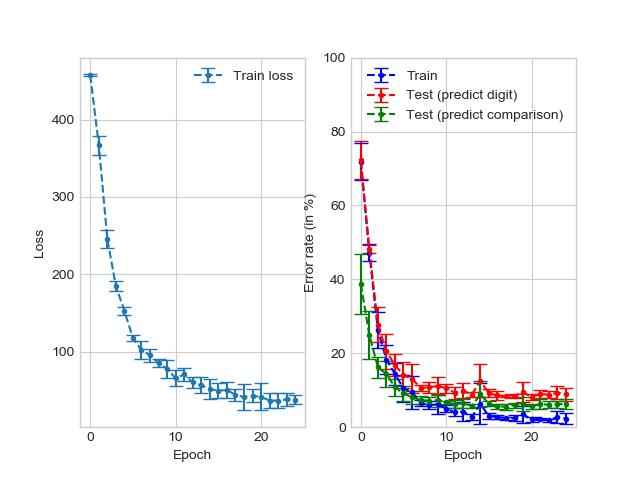 Train loss
400
300
200
100
0
10
20
Loss
Epoch
Train
Test (predict digit)
Test (predict comparison)
100
80
60
40
20
0
0
10
20
Error rate (in %)
Epoch